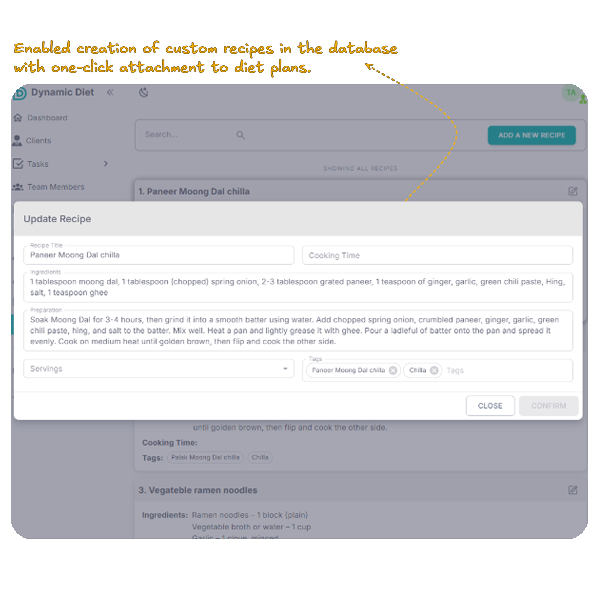 Enabled creation of custom recipes in the database
with one-click attachment to diet plans.
Dynamic Diet
TA
Dashboard
Search...
ADD A NEW RECIPE
Clients
Tasks
SHOWING ALL RECIPES
Team Members
1. Paneer Moong Dal chilla
Update Recipe
Recipe Title
Paneer Moong Dal chilla
Cooking Time
Ingredients
1 tablespoon moong dal, 1 tablespoon (chopped) spring onion, 2-3 tablespoon grated paneer, 1 teaspoon of ginger, garlic, green chili paste, Hing,
salt, 1 teaspoon ghee
Preparation
Soak Moong Dal for 3-4 hours, then grind it into a smooth batter using water. Add chopped spring onion, crumbled paneer, ginger, garlic, green
chili paste, hing, and salt to the batter. Mix well. Heat a pan and lightly grease it with ghee. Pour a ladleful of batter onto the pan and spread it
evenly. Cook on medium heat until golden brown, then flip and cook the other side.
Servings
Tags
Paneer Moong Dal chilla
Chilla
Tags
CLOSE
CONFIRM
until golden brown, then flip and cook the other side.
Cooking Time:
Tags: Palak Moong Dal chilla Chilla
3. Vegateble ramen noodles
Ingredients: Ramen noodles – 1 block (plain)
Vegetable broth or water – 1 cup
Garlic – 1 clove, minced